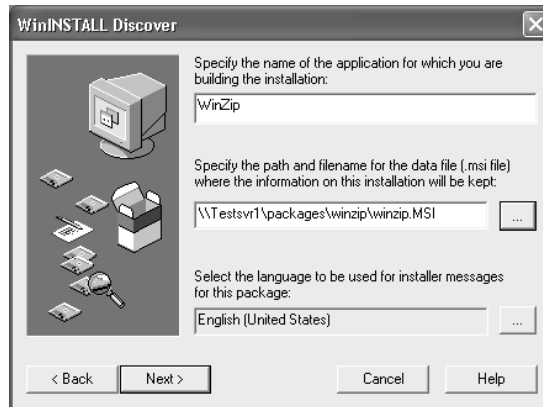 WinINSTALL Discover
Specify the name of the application for which you are
building the installation:
WinZip
Specify the path and filename for the data file (.msi file)
where the information on this installation will be kept:
\\Testsvr1\packages\winzip\winzip.MSI
...
Select the language to be used for installer messages
for this package:
English (United States)
...
< Back
Next >
Cancel
Help